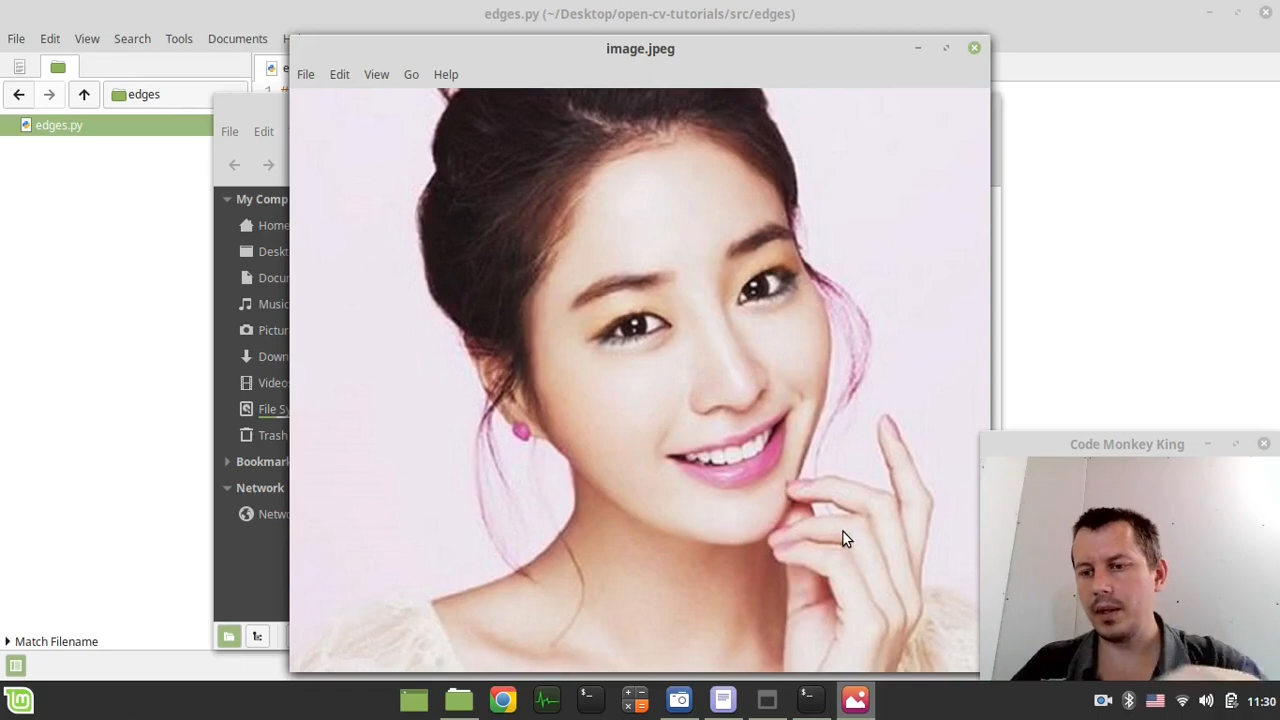 edges.py (~/Desktop/open-cv-tutorials/src/edges)
File Edit View Search Tools Documents
image.jpeg
File Edit View Go Help
edges
1
edges.py
File Edit
My Comp
Home
Deskt
Docu
Music
Pictur
Down
Video
File Sy
Trash
Bookmar
Network
Netw
Code Monkey King
Match Filename
11:30